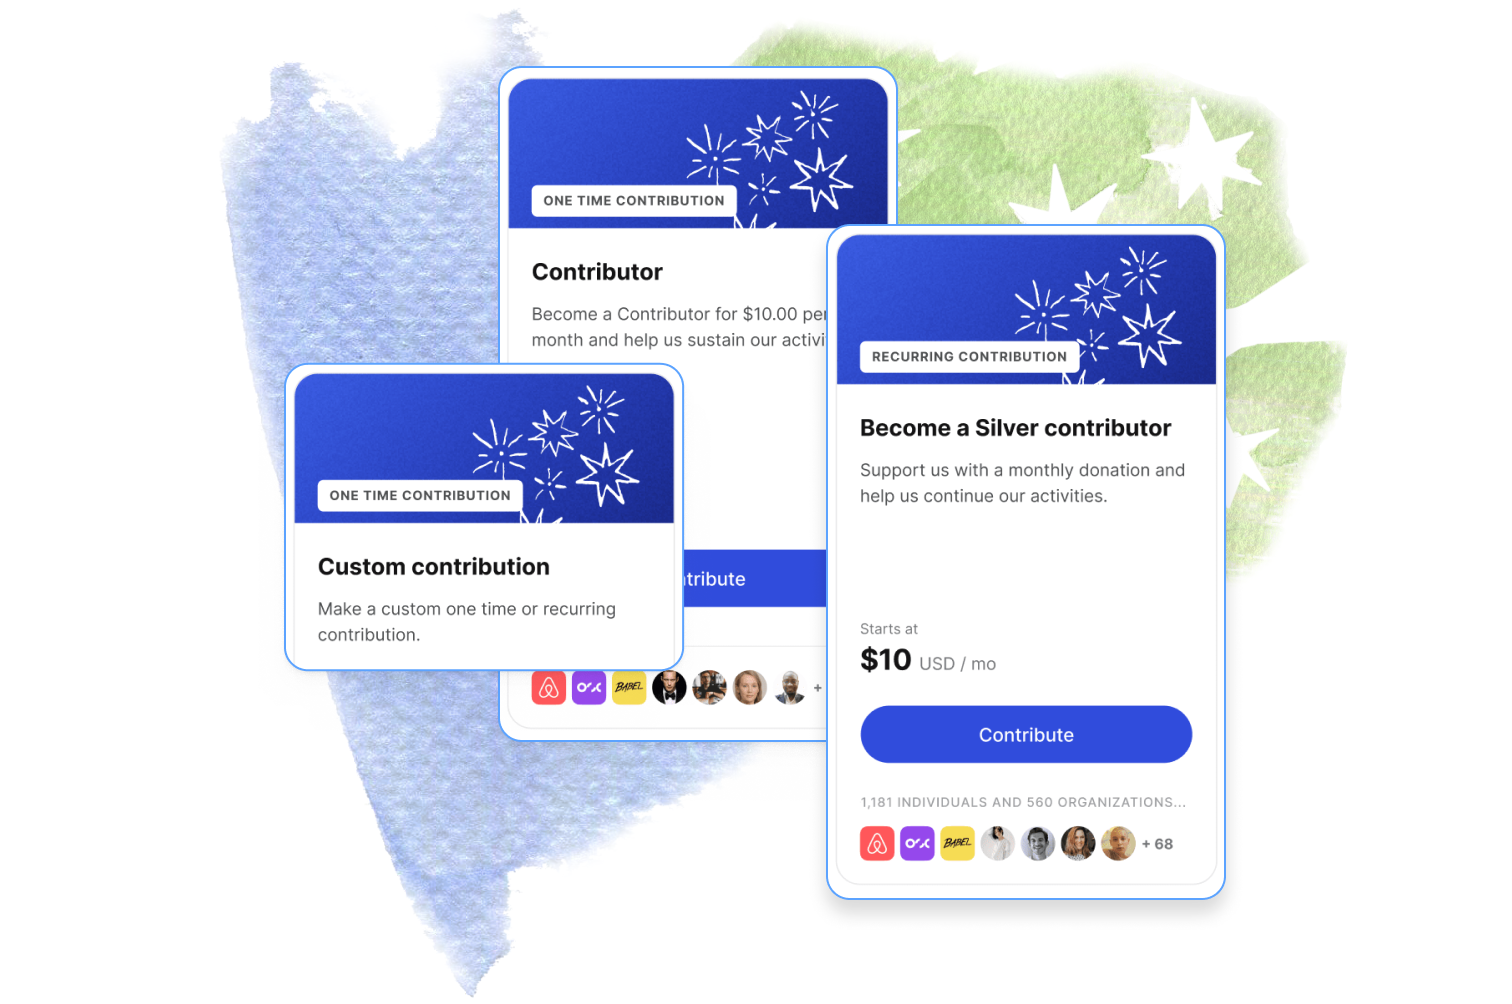 ONE TIME CONTRIBUTION
Contributor
Become a Contributor for $10.00 per
month and help us sustain our activi
tribute
+
ONE TIME CONTRIBUTION
Custom contribution
Make a custom one time or recurring
contribution.
BABEL
RECURRING CONTRIBUTION
Become a Silver contributor
Support us with a monthly donation and
help us continue our activities.
Starts at
$10 USD / mo
Contribute
1,181 INDIVIDUALS AND 560 ORGANIZATIONS...
BABEL + 68